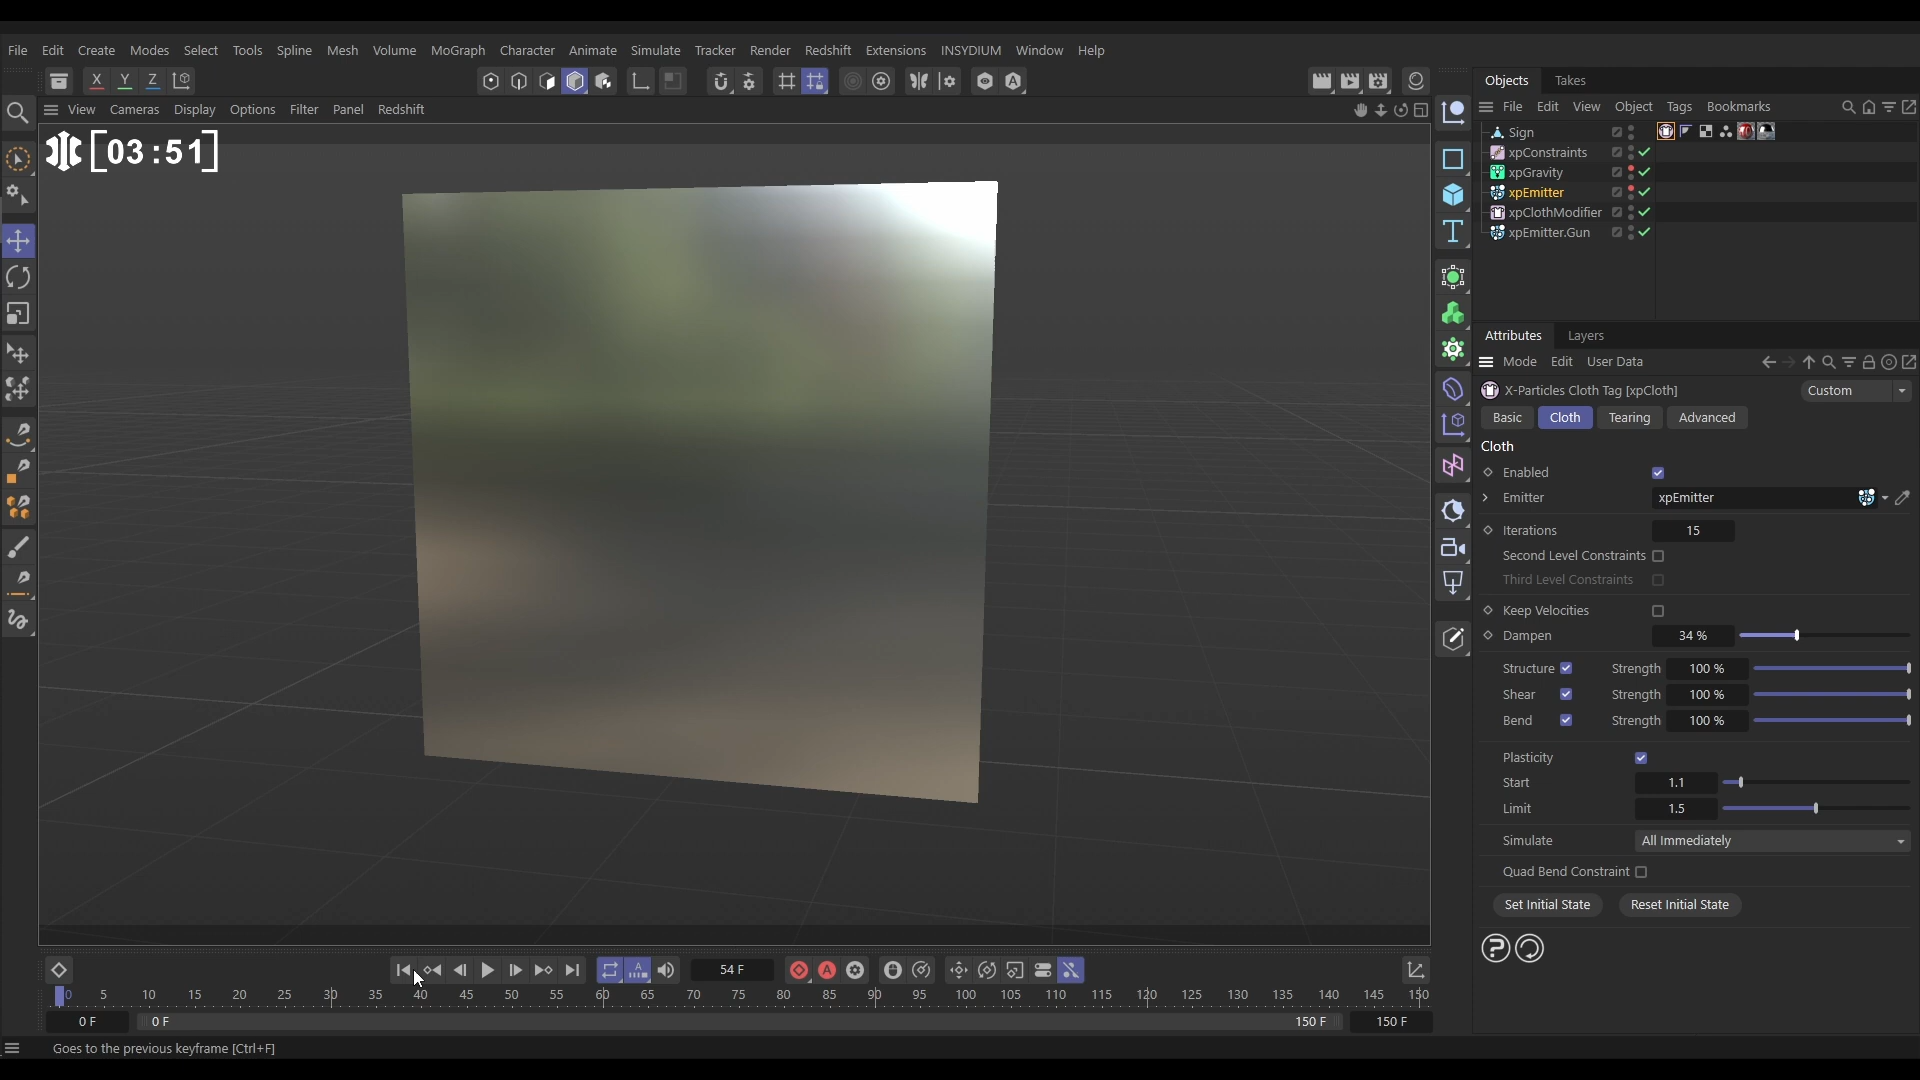 File Edit Create Modes Select Tools Spline Mesh Volume MoGraph Character Animate Simulate Tracker Render Redshift Extensions INSYDIUM Window Help
X Y Z
View Cameras Display Options Filter Panel Redshift
[03:51]
Objects Takes
File Edit View Object Tags Bookmarks
Sign
xpConstraints
xpGravity
xpEmitter
xpClothModifier
xpEmitter.Gun
Attributes Layers
Mode Edit User Data
X-Particles Cloth Tag [xpCloth] Custom
Basic Cloth Tearing Advanced
Cloth
Enabled
Emitter xpEmitter
Iterations 15
Second Level Constraints
Third Level Constraints
Keep Velocities
Dampen 34 %
Structure Strength 100 %
Shear Strength 100 %
Bend Strength 100 %
Plasticity
Start 1.1
Limit 1.5
Simulate All Immediately
Quad Bend Constraint
Set Initial State Reset Initial State
54 F
0 5 10 15 20 25 30 35 40 45 50 55 60 65 70 75 80 85 90 95 100 105 110 115 120 125 130 135 140 145 150
0 F 0 F 150 F 150 F
Goes to the previous keyframe [Ctrl+F]